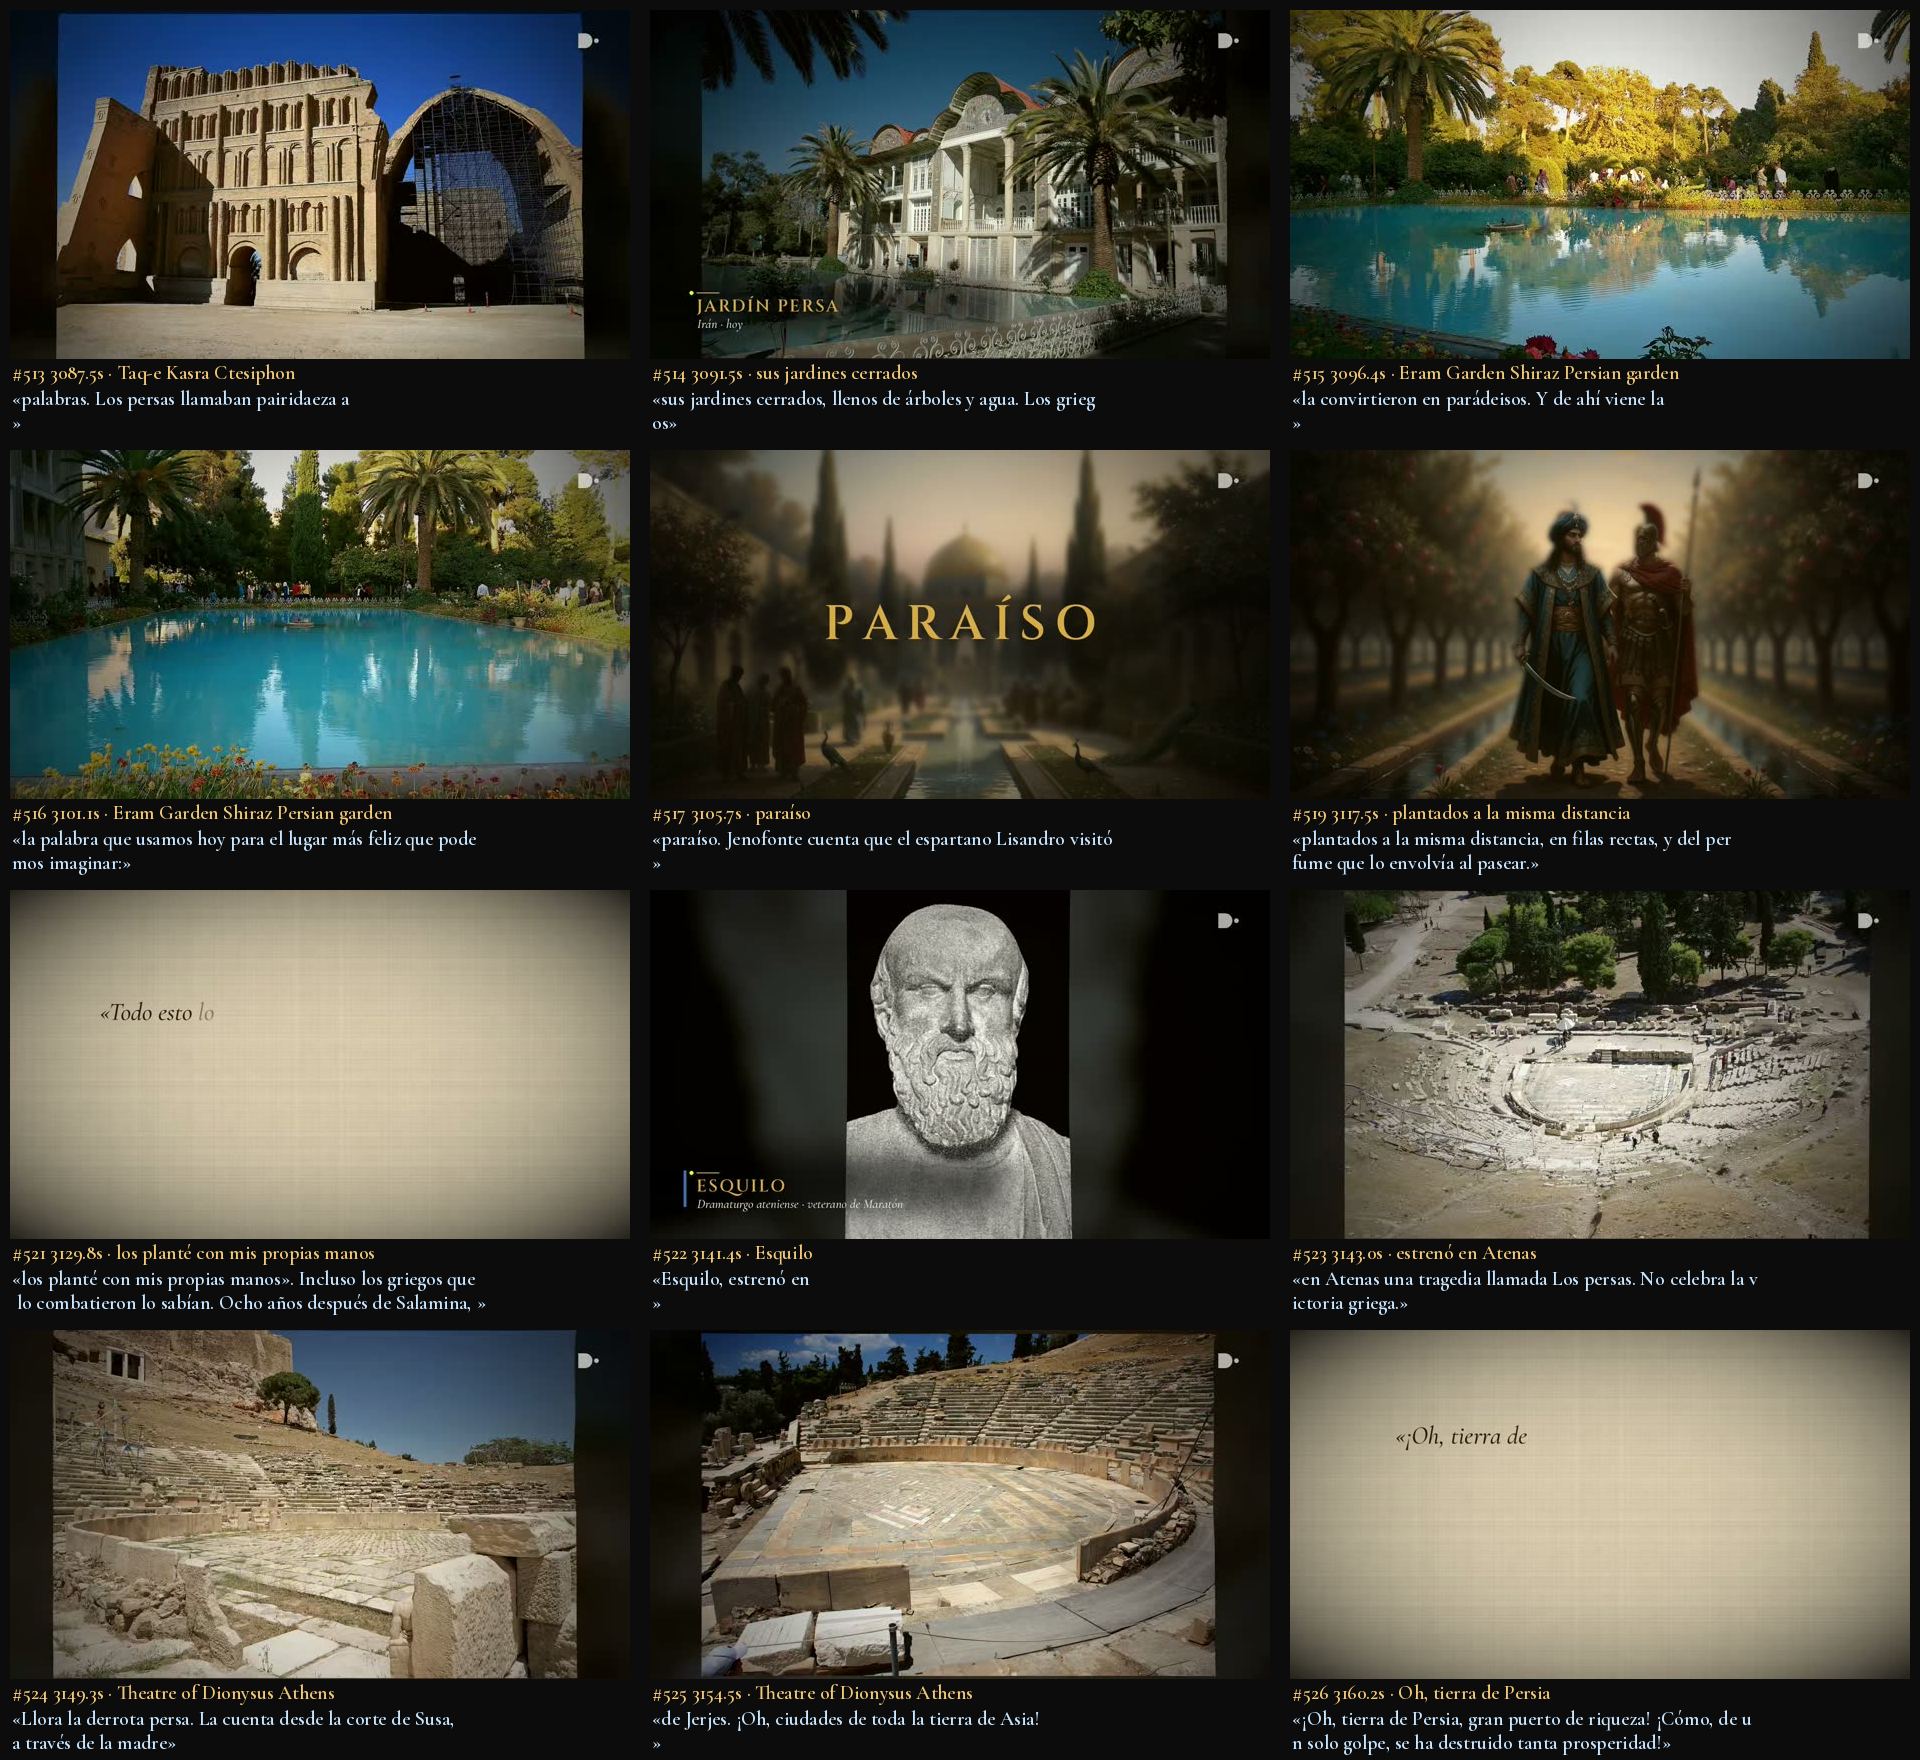 JARDÍN PERSA
Irán · hoy
#513 3087.5s · Taq-e Kasra Ctesiphon
«palabras. Los persas llamaban pairidaeza a
»
#514 3091.5s · sus jardines cerrados
«sus jardines cerrados, llenos de árboles y agua. Los grieg
os»
#515 3096.4s · Eram Garden Shiraz Persian garden
«la convirtieron en parádeisos. Y de ahí viene la
»
PARAÍSO
#516 3101.1s · Eram Garden Shiraz Persian garden
«la palabra que usamos hoy para el lugar más feliz que pode
mos imaginar:»
#517 3105.7s · paraíso
«paraíso. Jenofonte cuenta que el espartano Lisandro visitó
»
#519 3117.5s · plantados a la misma distancia
«plantados a la misma distancia, en filas rectas, y del per
fume que lo envolvía al pasear.»
«Todo esto lo
ESQUILO
Dramaturgo ateniense · veterano de Maratón
#521 3129.8s · los planté con mis propias manos
«los planté con mis propias manos». Incluso los griegos que
lo combatieron lo sabían. Ocho años después de Salamina, »
#522 3141.4s · Esquilo
«Esquilo, estrenó en
»
#523 3143.0s · estrenó en Atenas
«en Atenas una tragedia llamada Los persas. No celebra la v
ictoria griega.»
«¡Oh, tierra de
#524 3149.3s · Theatre of Dionysus Athens
«Llora la derrota persa. La cuenta desde la corte de Susa,
a través de la madre»
#525 3154.5s · Theatre of Dionysus Athens
«de Jerjes. ¡Oh, ciudades de toda la tierra de Asia!
»
#526 3160.2s · Oh, tierra de Persia
«¡Oh, tierra de Persia, gran puerto de riqueza! ¡Cómo, de u
n solo golpe, se ha destruido tanta prosperidad!»